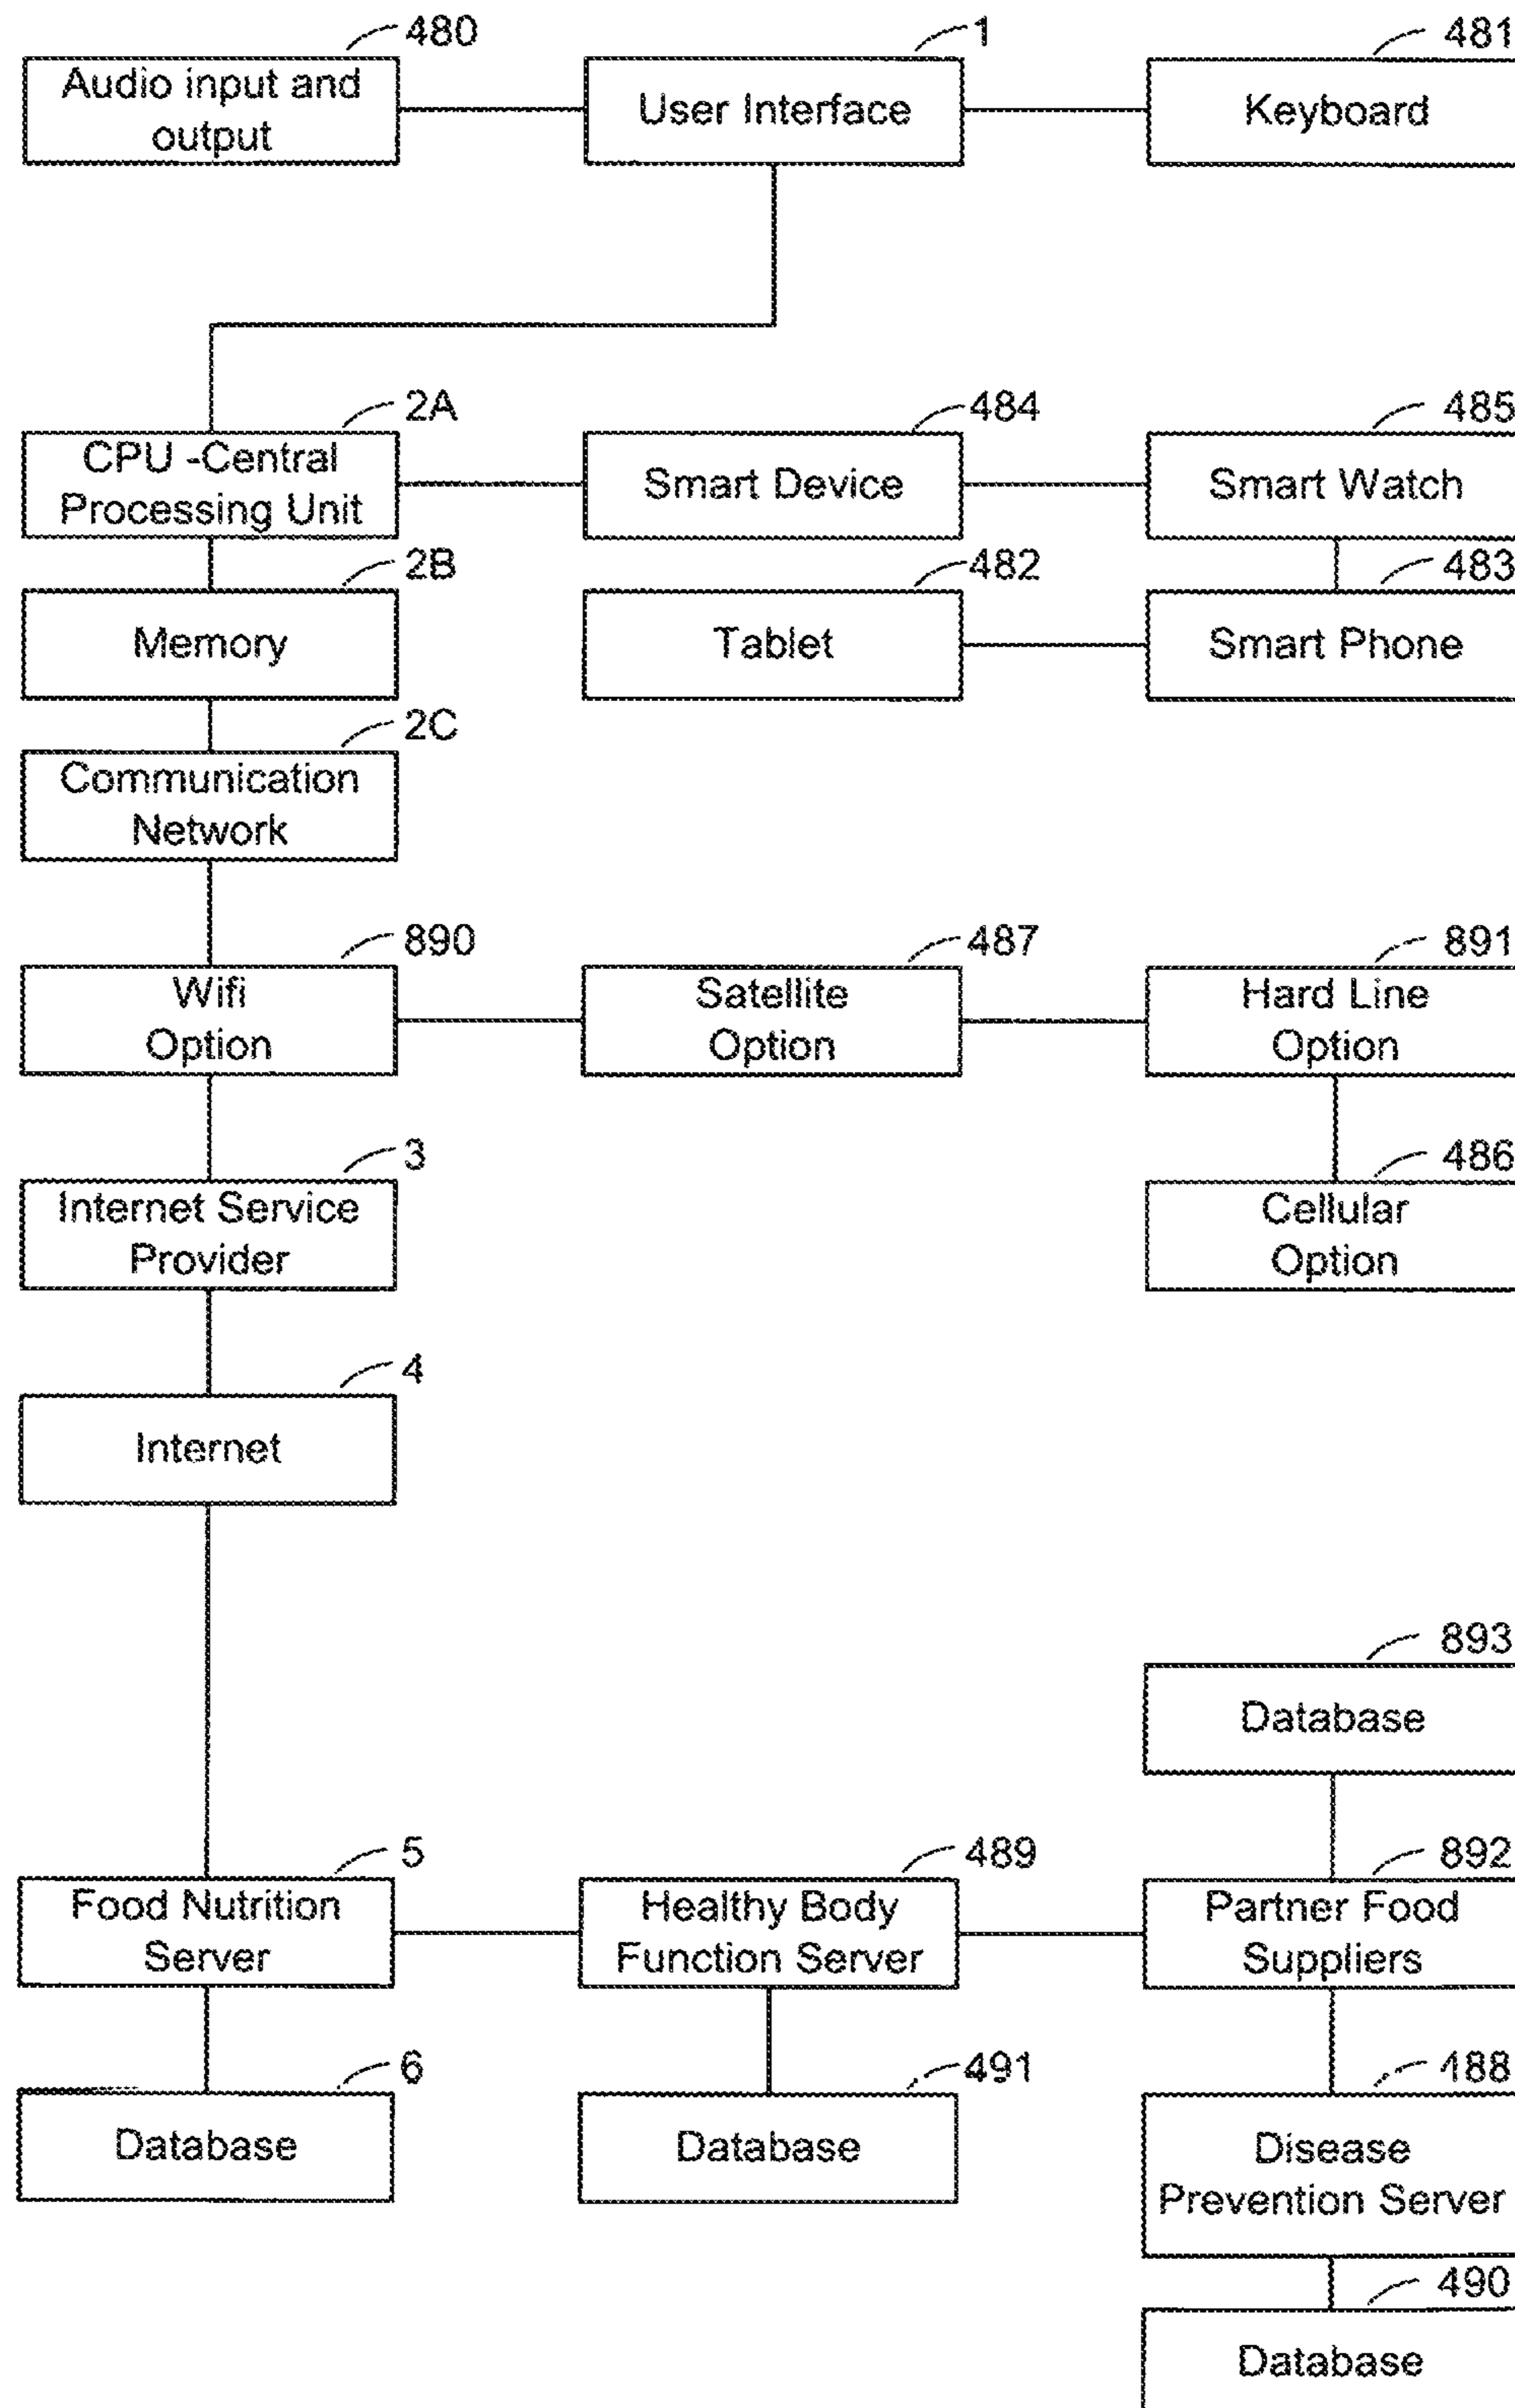 480
1
481
Audio input and
output
User Interface
Keyboard
2A
484
485
CPU -Central
Processing Unit
Smart Device
Smart Watch
2B
482
483
Memory
Tablet
Smart Phone
2C
Communication
Network
890
487
891
Wifi
Option
Satellite
Option
Hard Line
Option
3
486
Internet Service
Provider
Cellular
Option
4
Internet
893
Database
5
489
892
Food Nutrition
Server
Healthy Body
Function Server
Partner Food
Suppliers
6
491
188
Database
Database
Disease
Prevention Server
490
Database